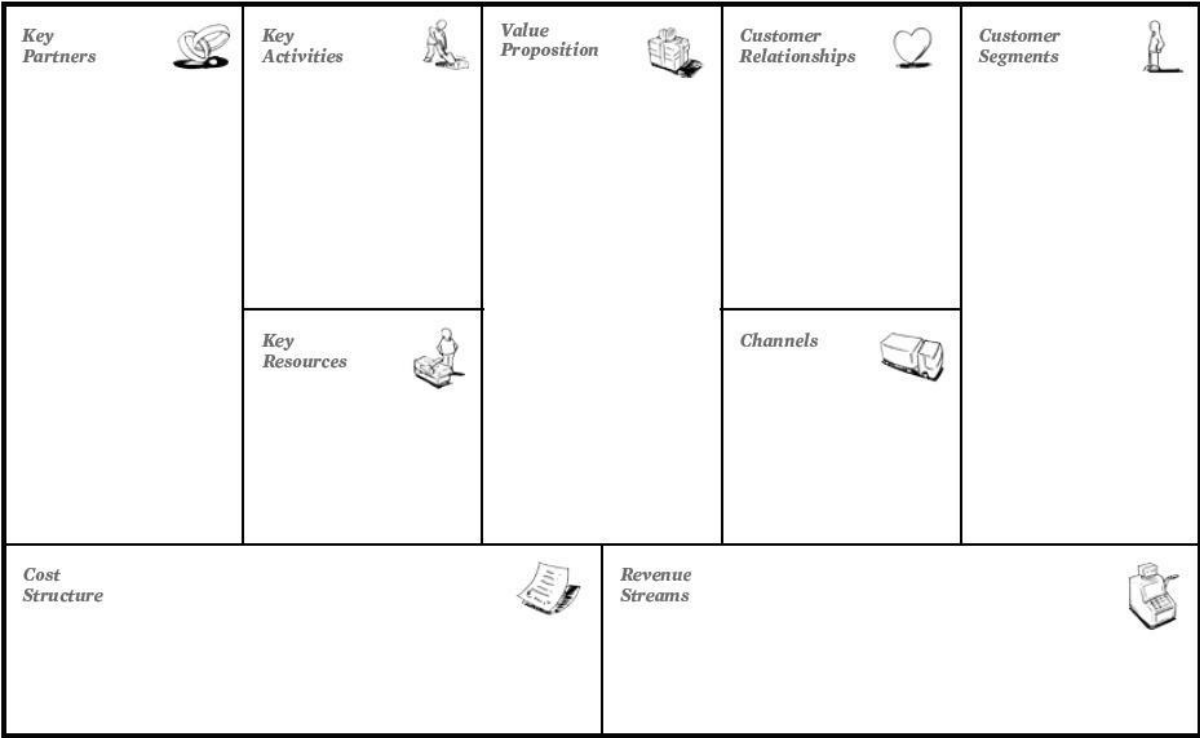 Key
Partners
Key
Activities
Value
Proposition
Customer
Relationships
Customer
Segments
Key
Resources
Channels
Cost
Structure
Revenue
Streams